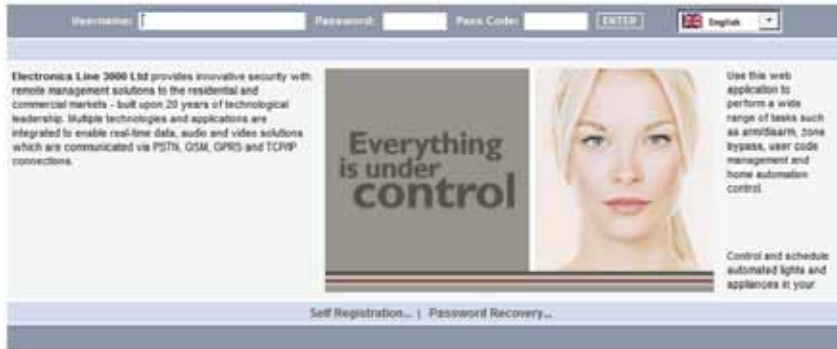 Username:
Password:
Pass Code:
ENTER
English
Electronics Line 3000 Ltd provides innovative security with
remote management solutions to the residential and
commercial markets - built upon 20 years of technological
leadership. Multiple technologies and applications are
integrated to enable real-time data, audio and video solutions
which are communicated via PSTN, GSM, GPRS and TCP/IP
connections.
Everything
is under
control
Use this web
application to
perform a wide
range of tasks such
as arm/disarm, zone
bypass, user code
management and
home automation
control.
Control and schedule
automated lights and
appliances in your
Self Registration... | Password Recovery...